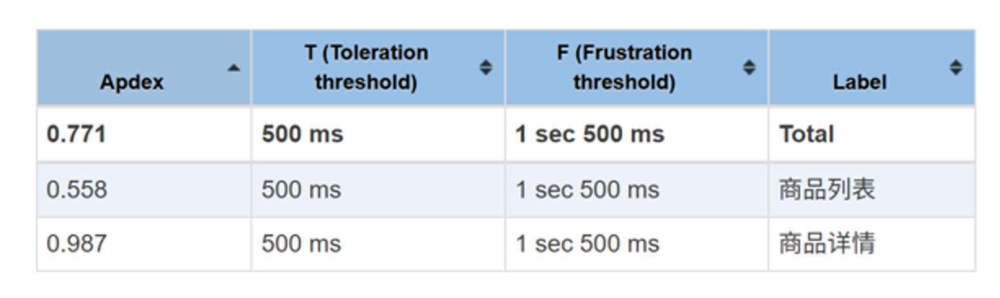 Apdex T (Toleration threshold) F (Frustration threshold) Label
0.771 500 ms 1 sec 500 ms Total
0.558 500 ms 1 sec 500 ms 商品列表
0.987 500 ms 1 sec 500 ms 商品详情